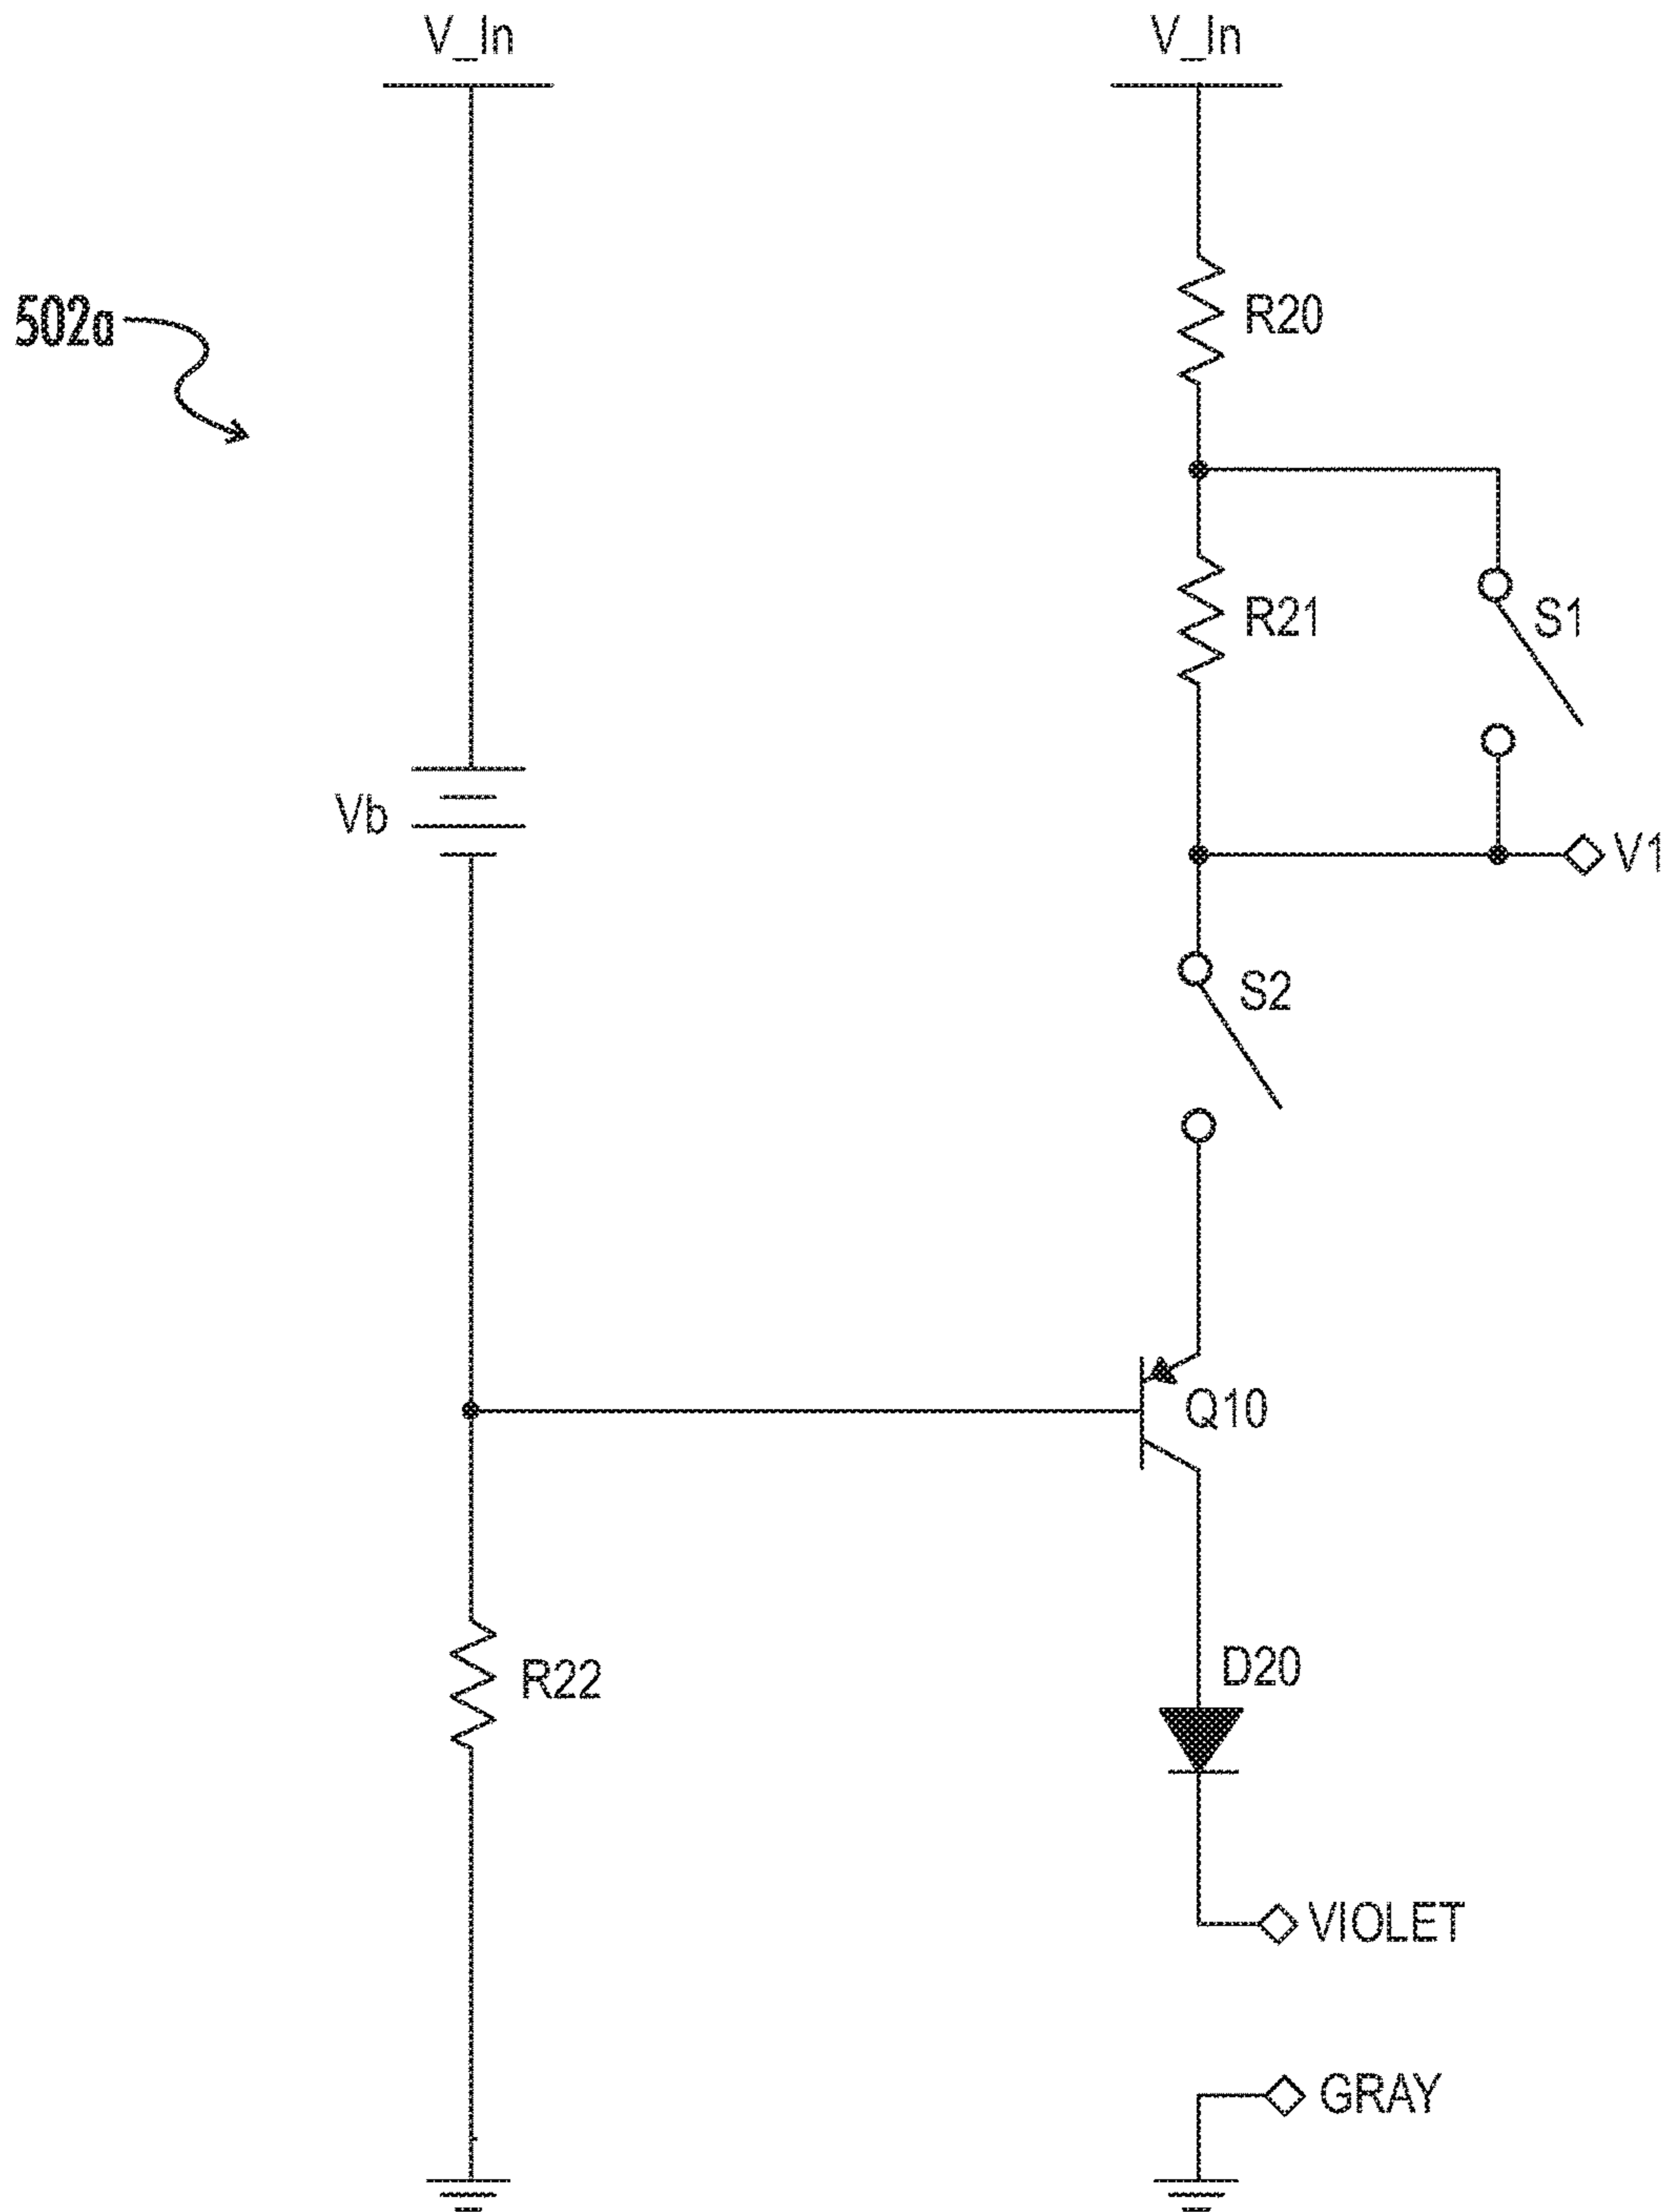 V_In
V_In
502a
R20
R21
S1
Vb
V1
S2
Q10
R22
D20
VIOLET
GRAY